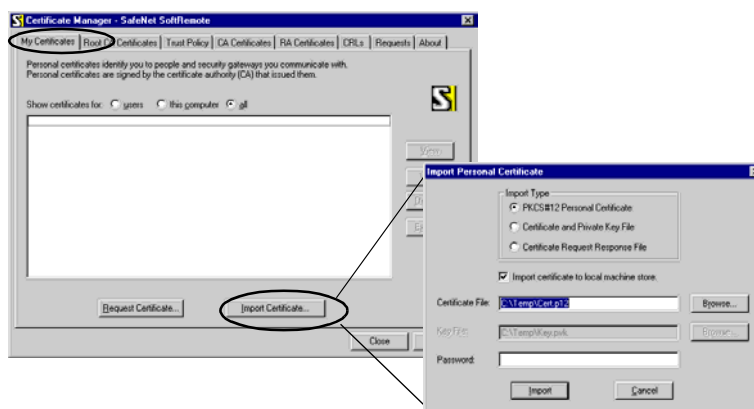 Certificate Manager - SafeNet SoftRemote
My Certificates Root CA Certificates Trust Policy CA Certificates RA Certificates CRLs Requests About
Personal certificates identify you to people and security gateways you communicate with.
Personal certificates are signed by the certificate authority (CA) that issued them.
Show certificates for: users this computer all
View
Request Certificate... Import Certificate...
Close
Import Personal Certificate
Import Type
PKCS#12 Personal Certificate
Certificate and Private Key File
Certificate Request Response File
Import certificate to local machine store.
Certificate File: C:\Temp\Cert.p12 Browse...
Key File: C:\Temp\Key.pvk Browse...
Password:
Import Cancel